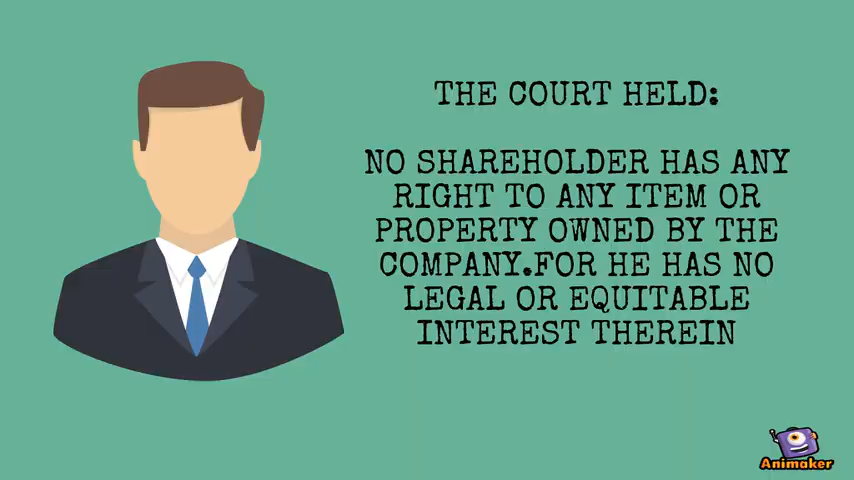 THE COURT HELD:
NO SHAREHOLDER HAS ANY
RIGHT TO ANY ITEM OR
PROPERTY OWNED BY THE
COMPANY.FOR HE HAS NO
LEGAL OR EQUITABLE
INTEREST THEREIN
Animaker